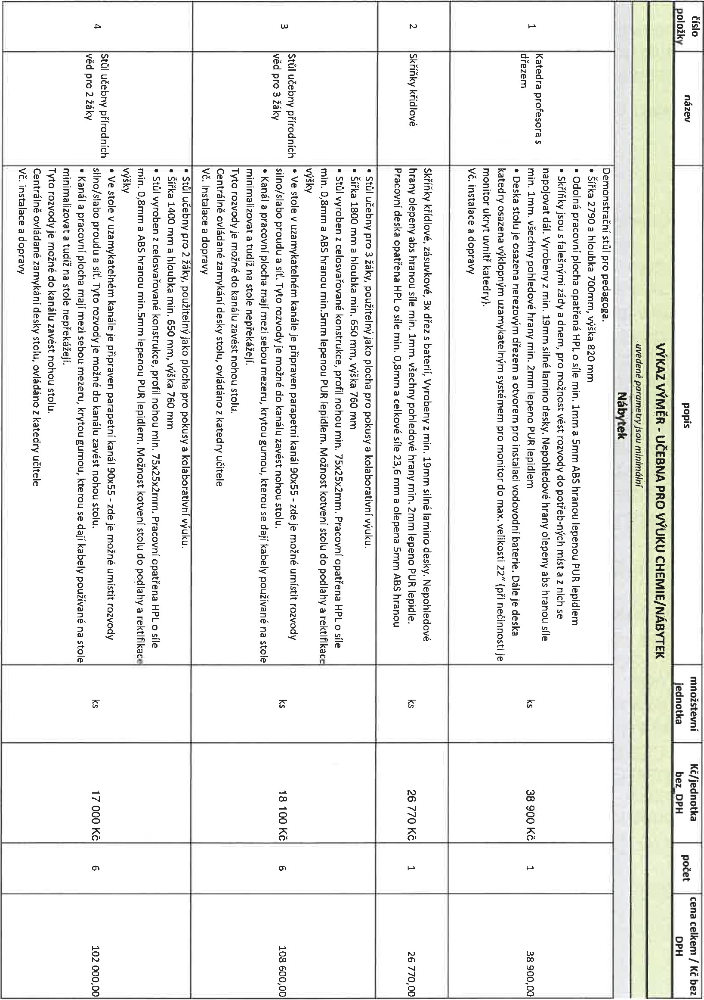 číslo položky název popis množstevní jednotka Kč/jednotka bez DPH počet cena celkem / Kč bez DPH
VÝKAZ VÝMĚR - UČEBNA PRO VÝUKU CHEMIE/NÁBYTEK
uvedené parametry jsou minimální
Nábytek
1
Katedra profesora s
dřezem
Demonstrační stůl pro pedagoga.
• Šířka 2790 a hloubka 700mm, výška 820 mm
• Odolná pracovní plocha opatřená HPL o síle min. 1mm a 5mm ABS hranou lepenou PUR lepidlem
• Skříňky jsou s falešnými zády a dnem, pro možnost vést rozvody do potřeb-ných míst a z nich se
napojovat dál. Vyrobeny z min. 19mm silné lamino desky. Nepohledové hrany olepeny abs hranou síle
min. 1mm. všechny pohledové hrany min. 2mm lepeno PUR lepidlem
• Deska stolu je osazena nerezovým dřezem a otvorem pro instalaci vodovodní baterie. Dále je deska
katedry osazena výklopným uzamykatelným systémem pro monitor do max. velikosti 22" (při nečinnosti je
monitor ukryt uvnitř katedry).
Vč. instalace a dopravy
ks
38 900 Kč
1
38 900,00
2
Skříňky křídlové
Skříňky křídlové, zásuvkové, 3x dřez s baterií, Vyrobeny z min. 19mm silné lamino desky. Nepohledové
hrany olepeny abs hranou síle min. 1mm. všechny pohledové hrany min. 2mm lepeno PUR lepidle.
Pracovní deska opatřena HPL o síle min. 0,8mm a celkové síle 23,6 mm a olepena 5mm ABS hranou
ks
26 770 Kč
1
26 770,00
3
Stůl učebny přírodních
věd pro 3 žáky
• Stůl učebny pro 3 žáky, použitelný jako plocha pro pokusy a kolaborativní výuku.
• Šířka 1800 mm a hloubka min. 650 mm, výška 760 mm
• Stůl vyroben z celosvařované konstrukce, profil nohou min. 75x25x2mm. Pracovní opatřena HPL o síle
min. 0,8mm a ABS hranou min.5mm lepenou PUR lepidlem. Možnost kotvení stolu do podlahy a rektifikace
výšky
• Ve stole v uzamykatelném kanále je připraven parapetní kanál 90x55 - zde je možné umístit rozvody
silno/slabo proudu a síť. Tyto rozvody je možné do kanálu zavést nohou stolu.
• Kanál a pracovní plocha mají mezi sebou mezeru, krytou gumou, kterou se dají kabely používané na stole
minimalizovat a tudíž na stole nepřekážejí.
Tyto rozvody je možné do kanálu zavést nohou stolu.
Centrálně ovládané zamykání desky stolu, ovládáno z katedry učitele
Vč. instalace a dopravy
ks
18 100 Kč
6
108 600,00
4
Stůl učebny přírodních
věd pro 2 žáky
• Stůl učebny pro 2 žáky, použitelný jako plocha pro pokusy a kolaborativní výuku.
• Šířka 1400 mm a hloubka min. 650 mm, výška 760 mm
• Stůl vyroben z celosvařované konstrukce, profil nohou min. 75x25x2mm. Pracovní opatřena HPL o síle
min. 0,8mm a ABS hranou min.5mm lepenou PUR lepidlem. Možnost kotvení stolu do podlahy a rektifikace
výšky
• Ve stole v uzamykatelném kanále je připraven parapetní kanál 90x55 - zde je možné umístit rozvody
silno/slabo proudu a síť. Tyto rozvody je možné do kanálu zavést nohou stolu.
• Kanál a pracovní plocha mají mezi sebou mezeru, krytou gumou, kterou se dají kabely používané na stole
minimalizovat a tudíž na stole nepřekážejí.
Tyto rozvody je možné do kanálu zavést nohou stolu.
Centrálně ovládané zamykání desky stolu, ovládáno z katedry učitele
Vč. instalace a dopravy
ks
17 000 Kč
6
102 000,00